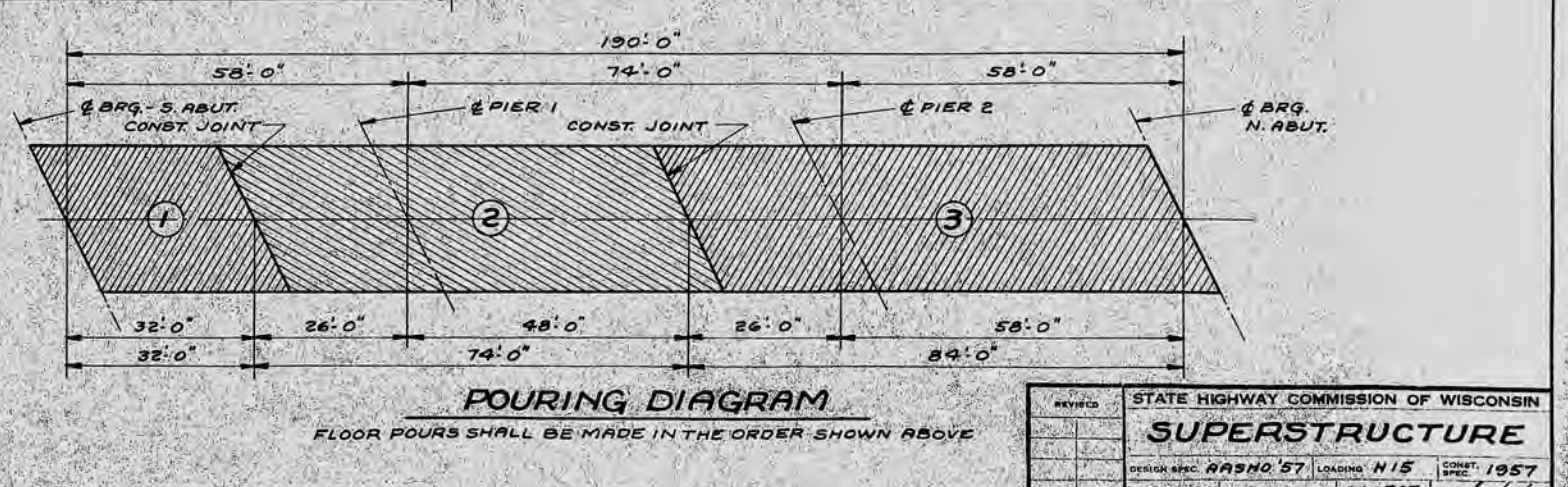 190'-0"
58'-0" 74'-0" 58'-0"
℄ BRG.- S. ABUT.
CONST. JOINT
℄ PIER 1
CONST. JOINT
℄ PIER 2
℄ BRG.
N. ABUT.
1 2 3
32'-0" 26'-0" 48'-0" 26'-0" 58'-0"
32'-0" 74'-0" 84'-0"
POURING DIAGRAM
FLOOR POURS SHALL BE MADE IN THE ORDER SHOWN ABOVE
REVISED
STATE HIGHWAY COMMISSION OF WISCONSIN
SUPERSTRUCTURE
DESIGN SPEC. AASHO '57 LOADING H15 CONST. SPEC. 1957